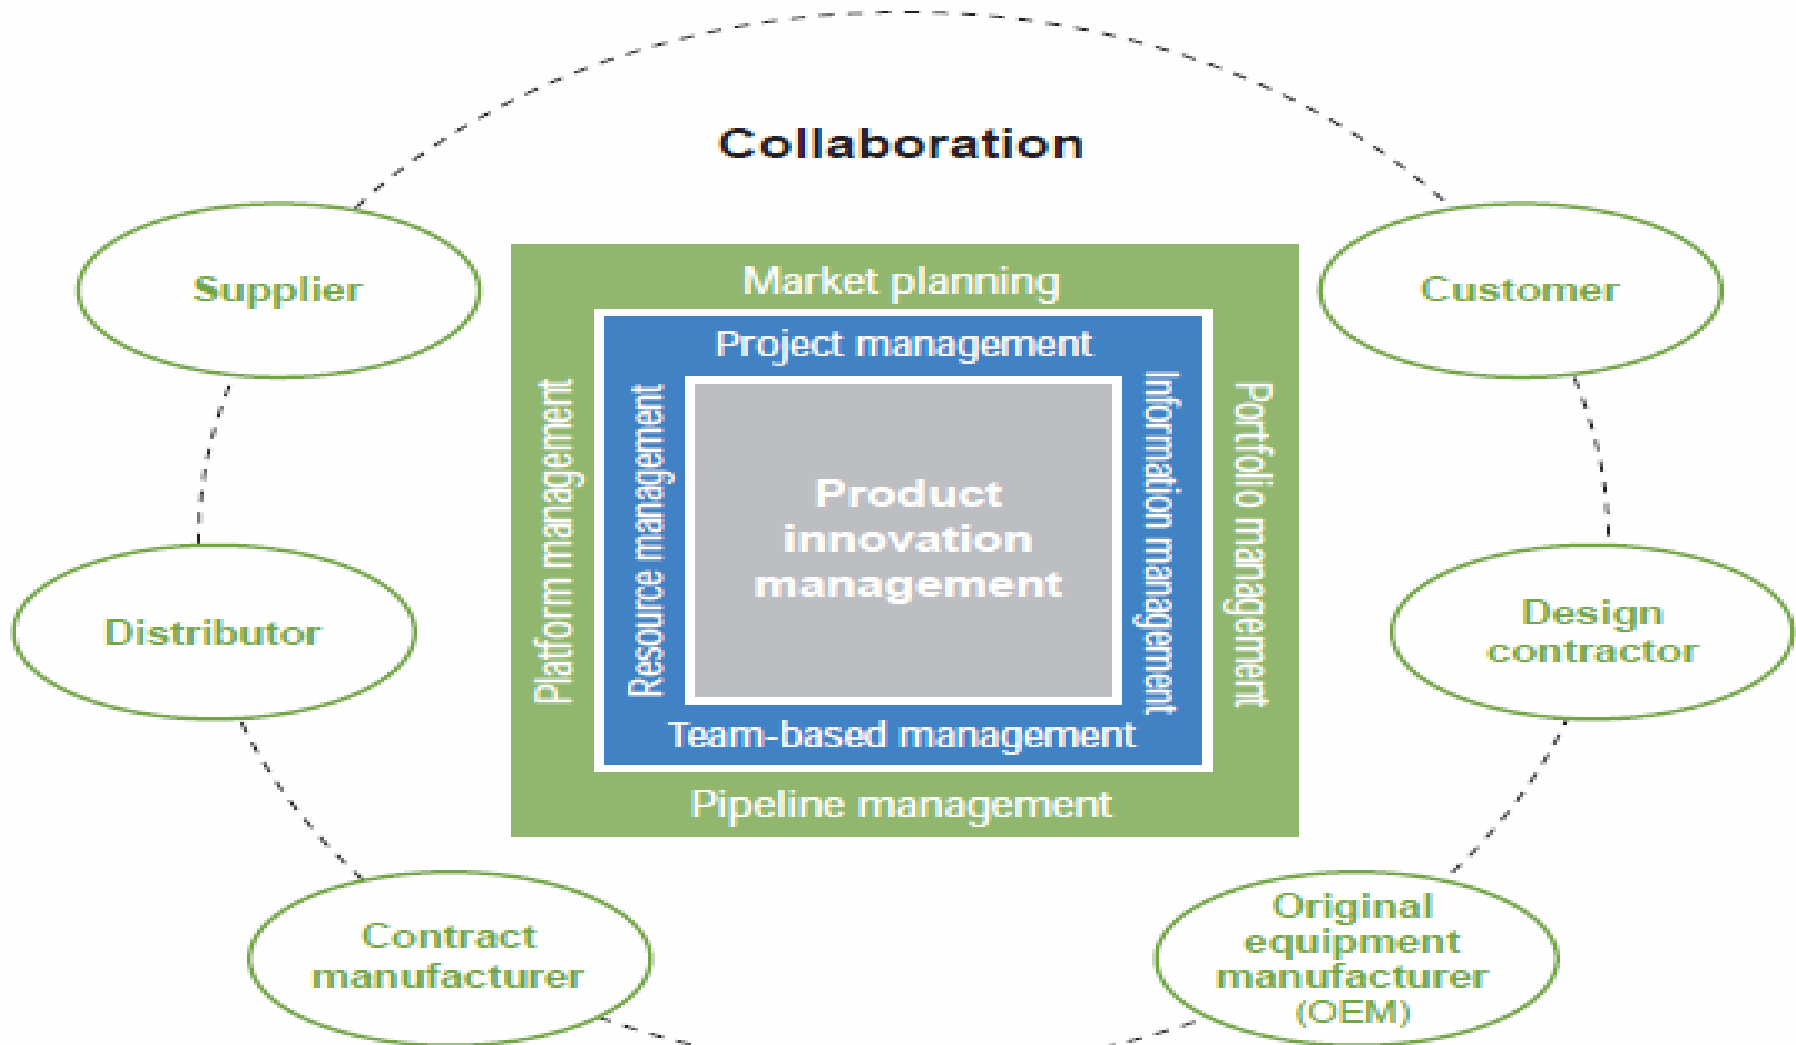 Collaboration
Supplier
Customer
Market planning
Project management
Platform management
Resource management
Product
innovation
management
Information management
Portfolio management
Distributor
Design
contractor
Team-based management
Pipeline management
Contract
manufacturer
Original
equipment
manufacturer
(OEM)